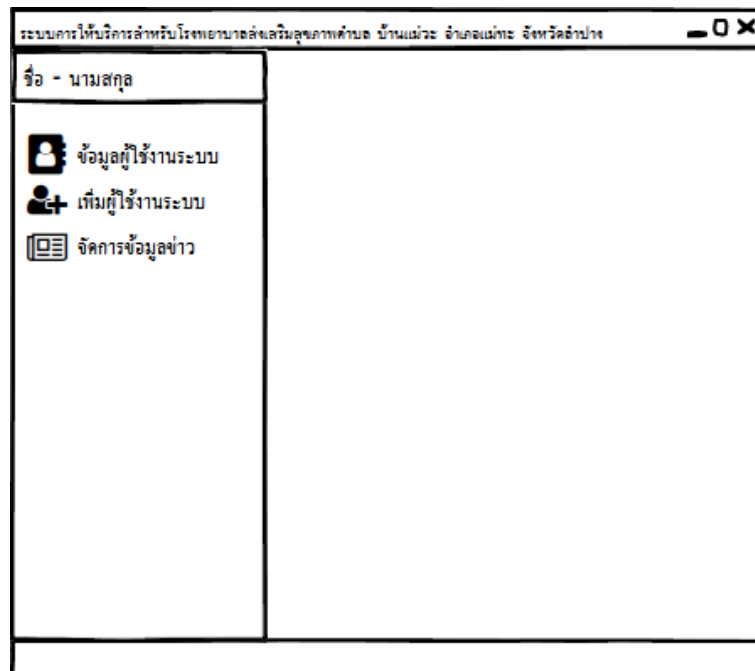 ระบบการให้บริการสำหรับโรงพยาบาลส่งเสริมสุขภาพตำบล บ้านแม่วะ อำเภอแม่ทะ จังหวัดลำปาง
ชื่อ - นามสกุล
ข้อมูลผู้ใช้งานระบบ
เพิ่มผู้ใช้งานระบบ
จัดการข้อมูลข่าว